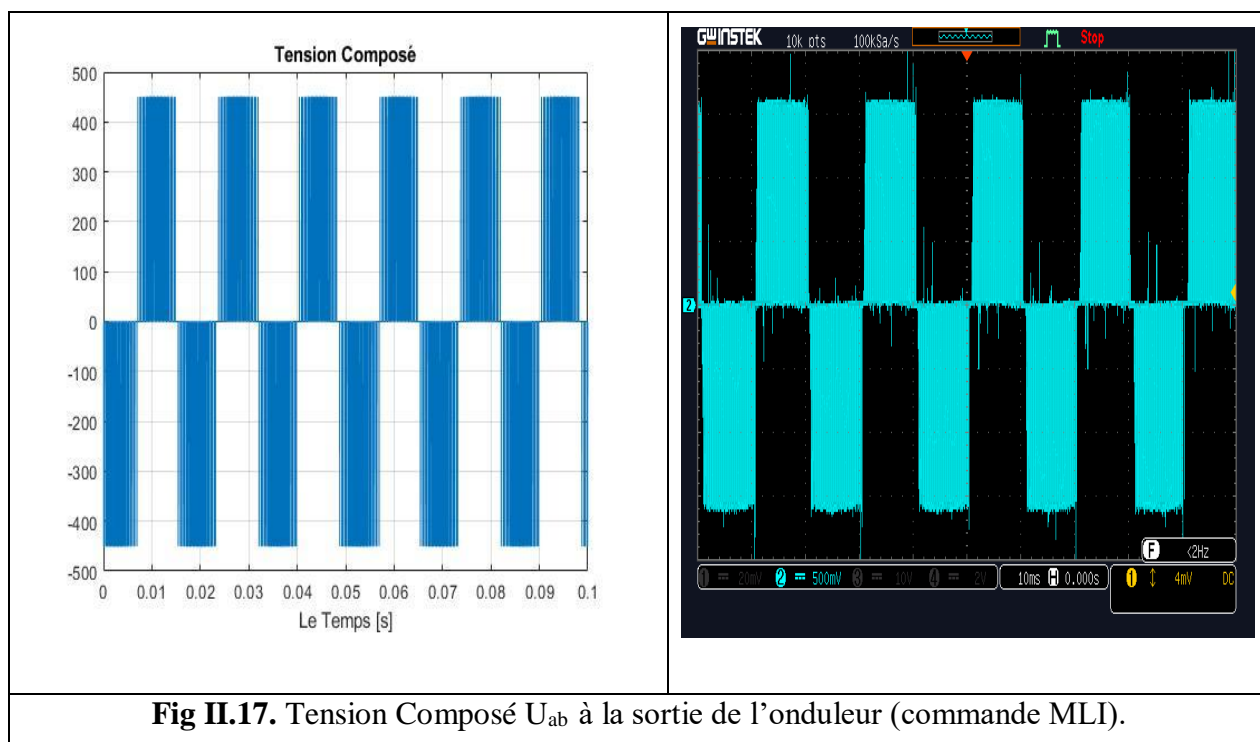 Tension Composé
500
400
300
200
100
0
-100
-200
-300
-400
-500
0 0.01 0.02 0.03 0.04 0.05 0.06 0.07 0.08 0.09 0.1
Le Temps [s]
GWINSTEK 10k pts 100kSa/s Stop
2
F <2Hz
1 20mV 2 500mV 3 10V 4 2V 10ms H 0.000s 1 4mV DC
Fig II.17. Tension Composé Uab à la sortie de l’onduleur (commande MLI).